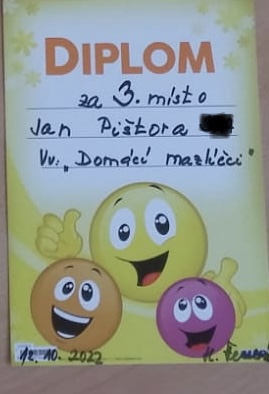 DIPLOM
za 3. místo
Jan Pištora
Vv: „Domácí mazlíčci"
12. 10. 2022